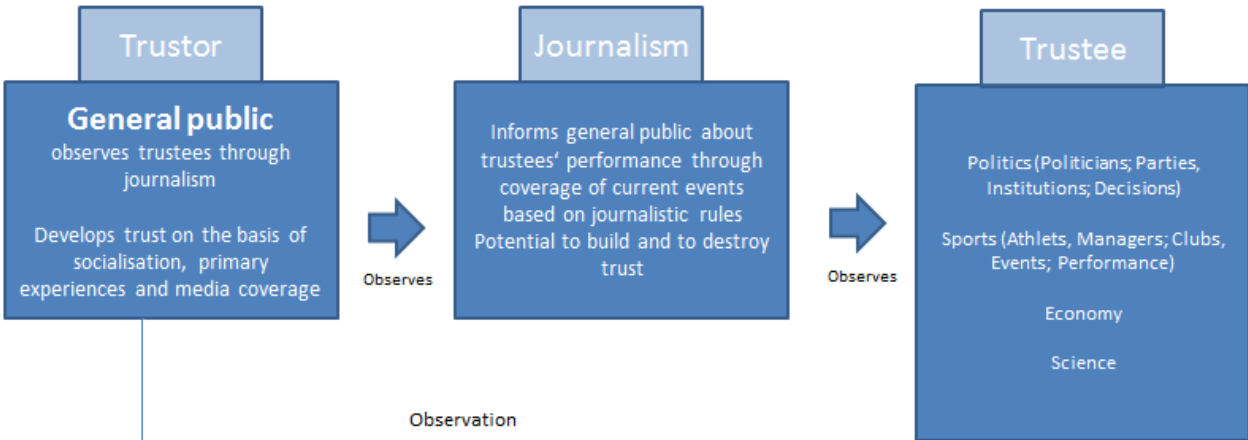 Trustor
General public
observes trustees through
journalism
Develops trust on the basis of
socialisation, primary
experiences and media coverage
Observes
Journalism
Informs general public about
trustees‘ performance through
coverage of current events
based on journalistic rules
Potential to build and to destroy
trust
Observes
Trustee
Politics (Politicians; Parties,
Institutions; Decisions)
Sports (Athlets, Managers; Clubs,
Events; Performance)
Economy
Science
Observation